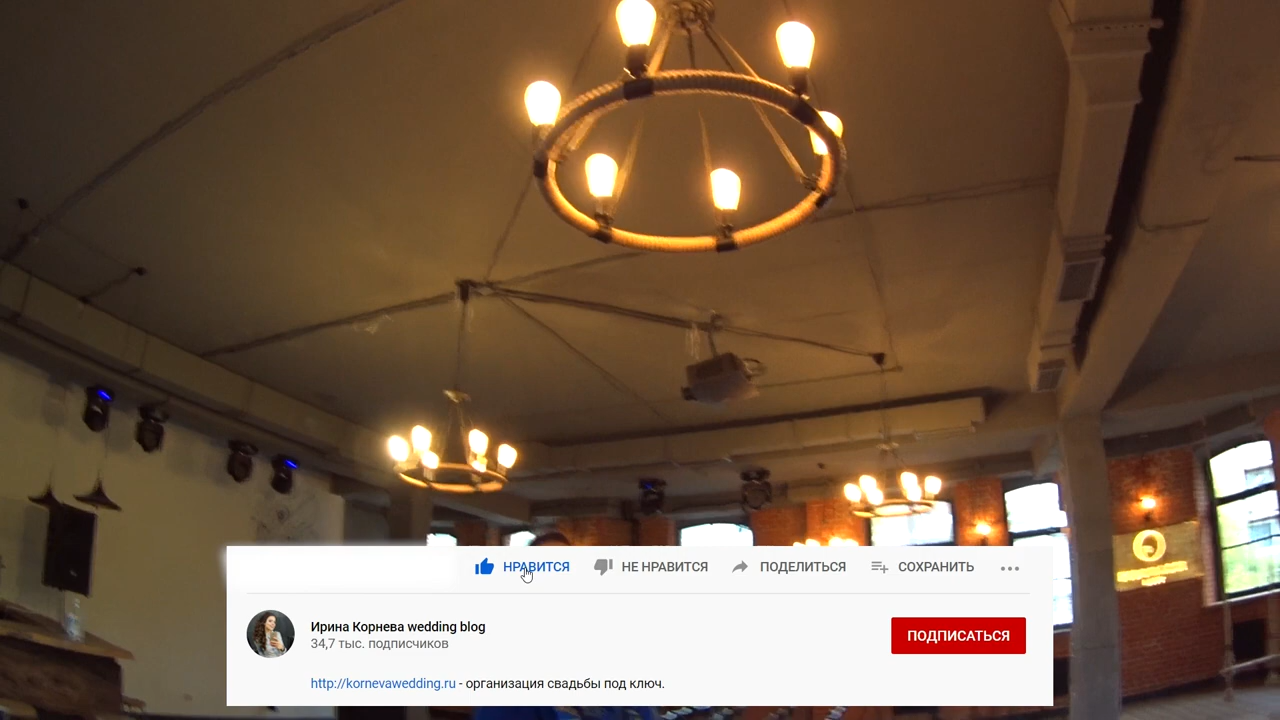 НРАВИТСЯ НЕ НРАВИТСЯ ПОДЕЛИТЬСЯ СОХРАНИТЬ
Ирина Корнева wedding blog
34,7 тыс. подписчиков
ПОДПИСАТЬСЯ
http://kornevawedding.ru - организация свадьбы под ключ.